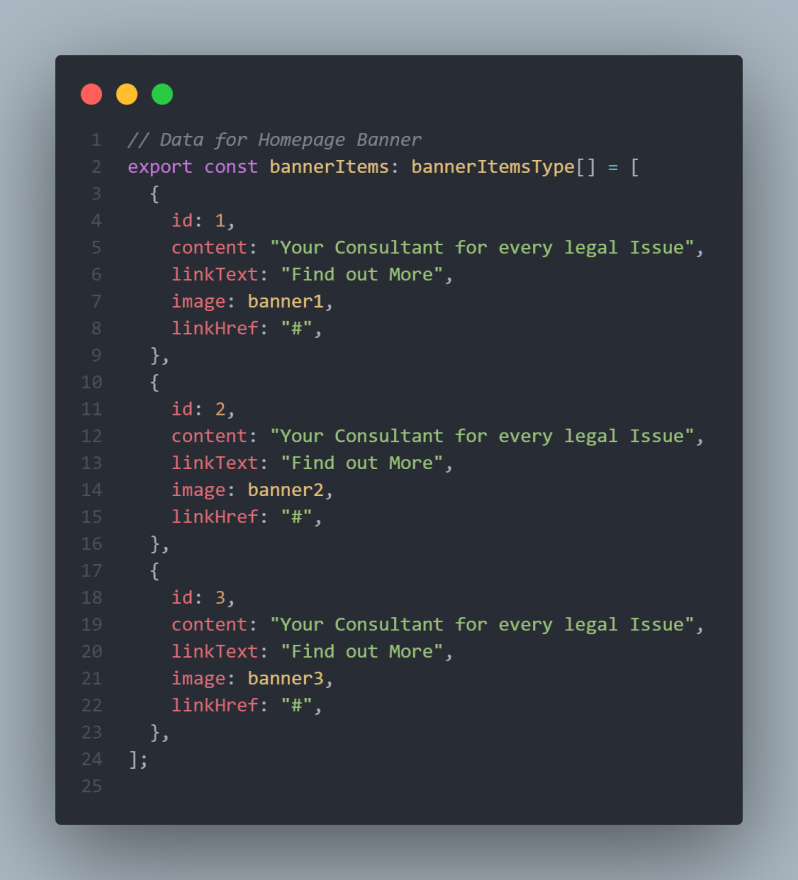 1 // Data for Homepage Banner
2 export const bannerItems: bannerItemsType[] = [
3   {
4     id: 1,
5     content: "Your Consultant for every legal Issue",
6     linkText: "Find out More",
7     image: banner1,
8     linkHref: "#",
9   },
10   {
11     id: 2,
12     content: "Your Consultant for every legal Issue",
13     linkText: "Find out More",
14     image: banner2,
15     linkHref: "#",
16   },
17   {
18     id: 3,
19     content: "Your Consultant for every legal Issue",
20     linkText: "Find out More",
21     image: banner3,
22     linkHref: "#",
23   },
24 ];
25